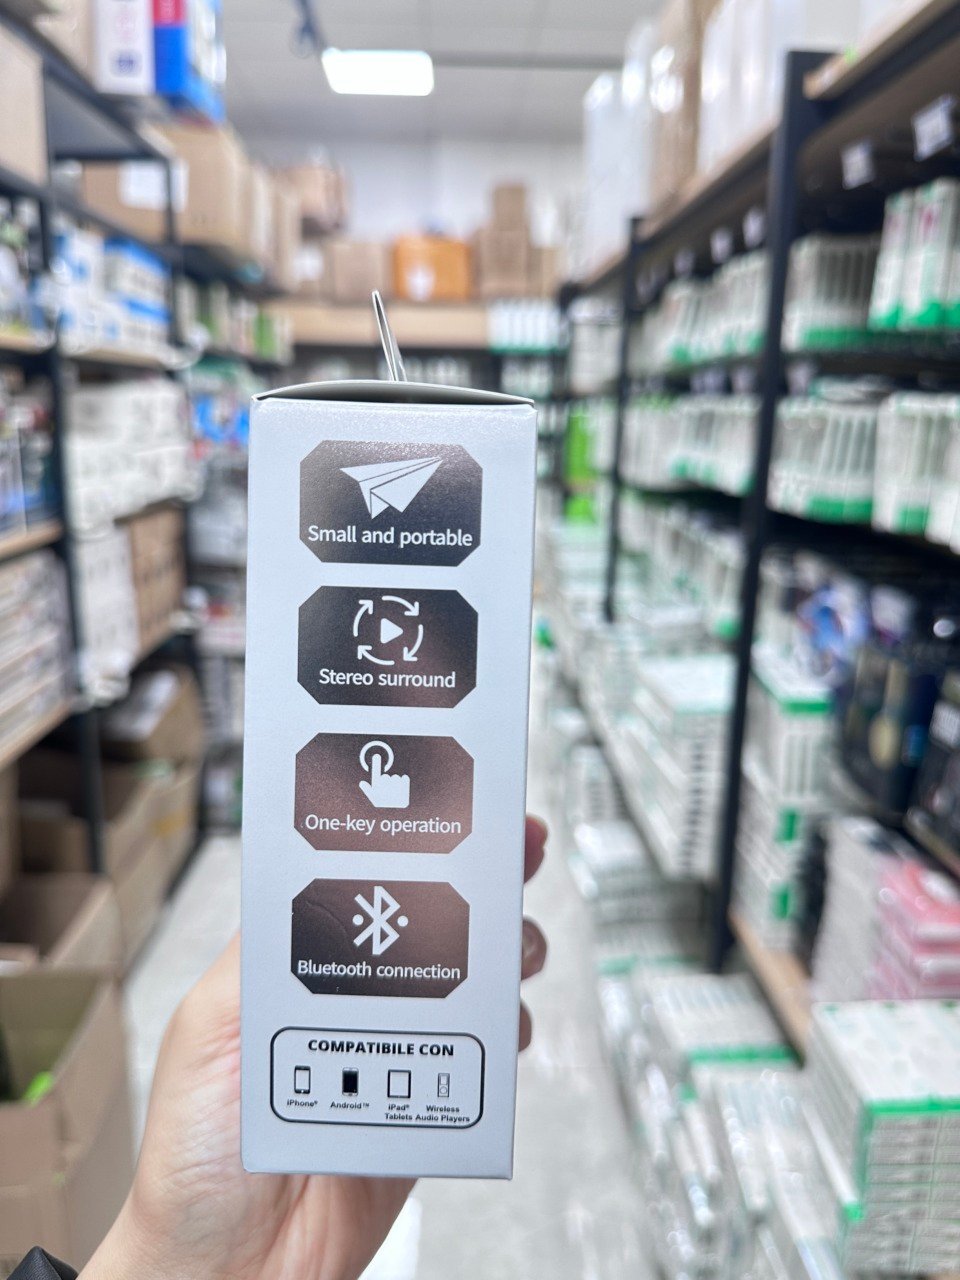 Small and portable
Stereo surround
One-key operation
Bluetooth connection
COMPATIBILE CON
iPhone®
Android™
iPad®
Tablets
Wireless
Audio Players